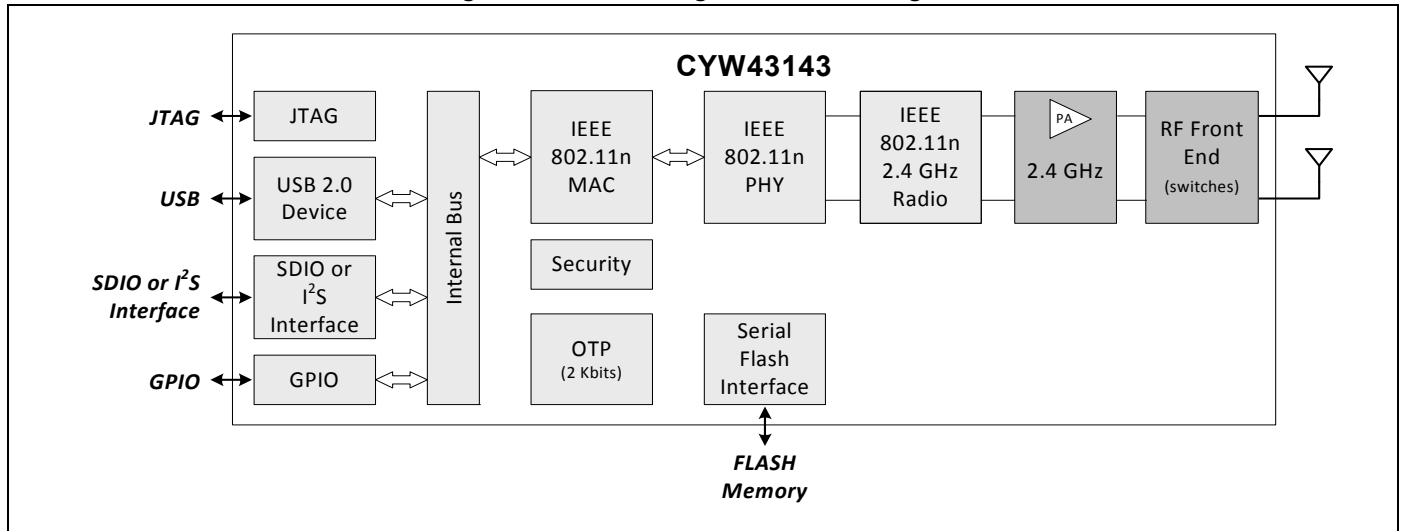 CYW43143
JTAG
JTAG
USB
USB 2.0
Device
SDIO or I²S
Interface
SDIO or
I²S
Interface
GPIO
GPIO
Internal Bus
IEEE
802.11n
MAC
Security
OTP
(2 Kbits)
IEEE
802.11n
PHY
Serial
Flash
Interface
FLASH
Memory
IEEE
802.11n
2.4 GHz
Radio
PA
2.4 GHz
RF Front
End
(switches)